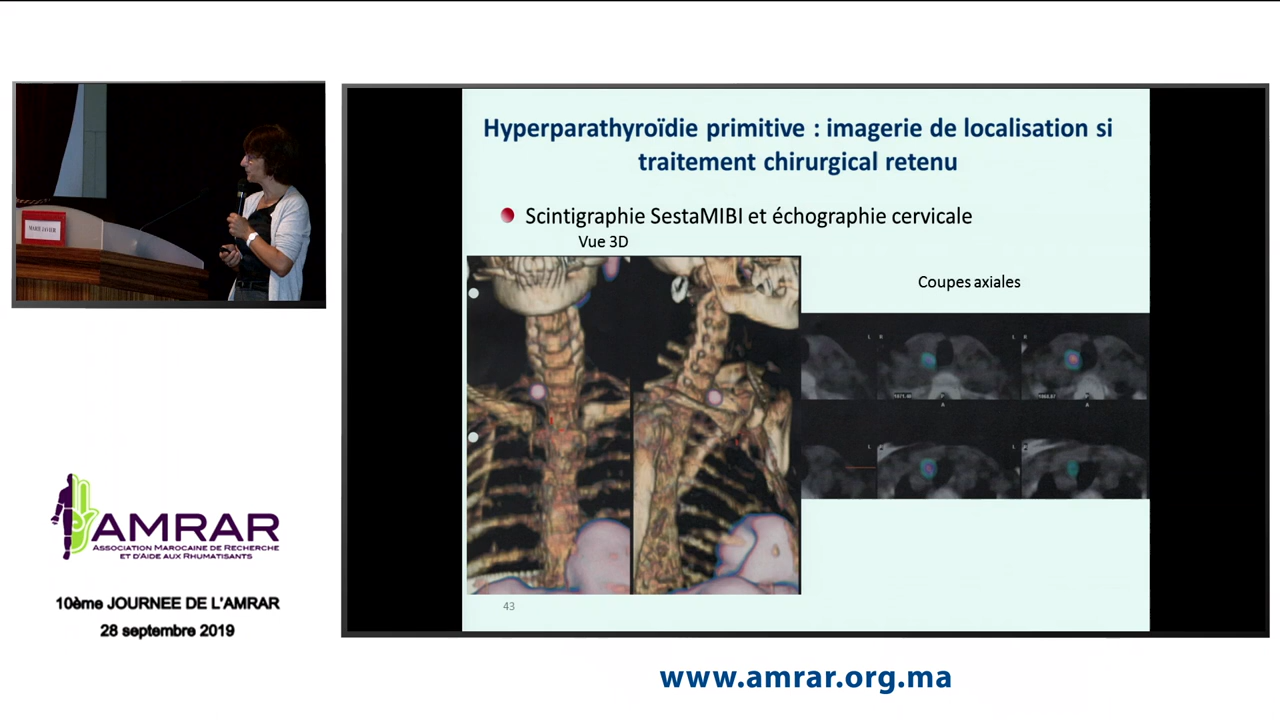 Hyperparathyroïdie primitive : imagerie de localisation si
traitement chirurgical retenu
Scintigraphie SestaMIBI et échographie cervicale
Vue 3D
Coupes axiales
L
R
L
R
A
A
L
43
MARIE JAVIER
AMRAR
ASSOCIATION MAROCAINE DE RECHERCHE
ET D'AIDE AUX RHUMATISANTS
10ème JOURNEE DE L'AMRAR
28 septembre 2019
www.amrar.org.ma